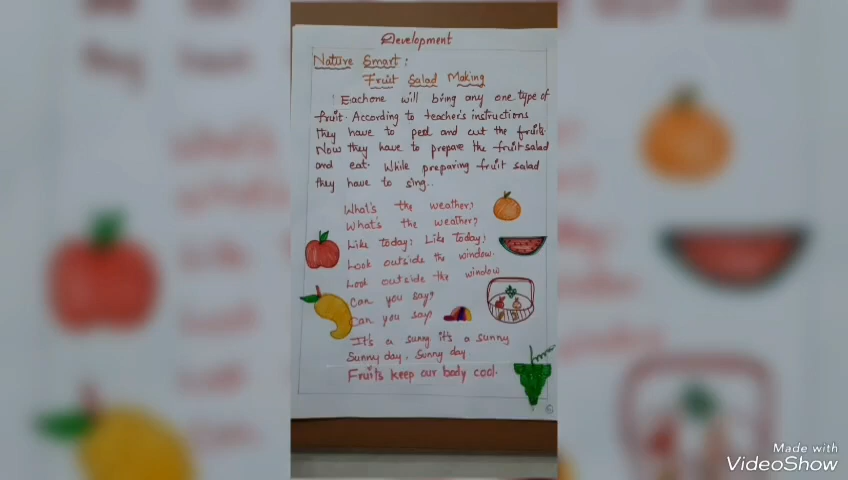 Development
Nature Smart:
Fruit Salad Making
Eachone will bring any one type of
fruit. According to teacher's instructions
they have to peel and cut the fruits.
Now they have to prepare the fruit salad
and eat. While preparing fruit salad
they have to sing..
What's the weather?
What's the weather?
Like today! Like today!
Look outside the window.
Look outside the window
Can you say?
Can you say?
It's a sunny it's a sunny
Sunny day, Sunny day
Fruits keep our body cool.
Made with
VideoShow